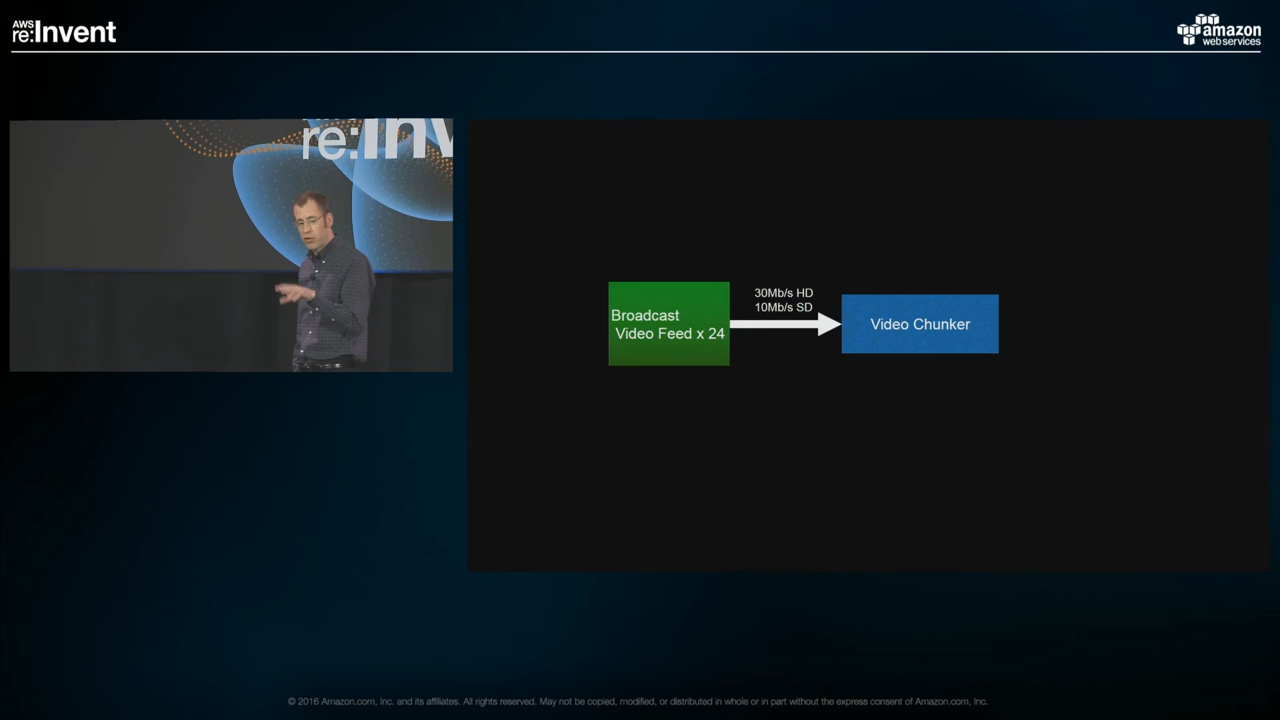 AWS
re:Invent
amazon
web services
re:Inv
Broadcast
Video Feed x 24
30Mb/s HD
10Mb/s SD
Video Chunker
© 2016 Amazon.com, Inc. and its affiliates. All rights reserved. May not be copied, modified, or distributed in whole or in part without the express consent of Amazon.com, Inc.